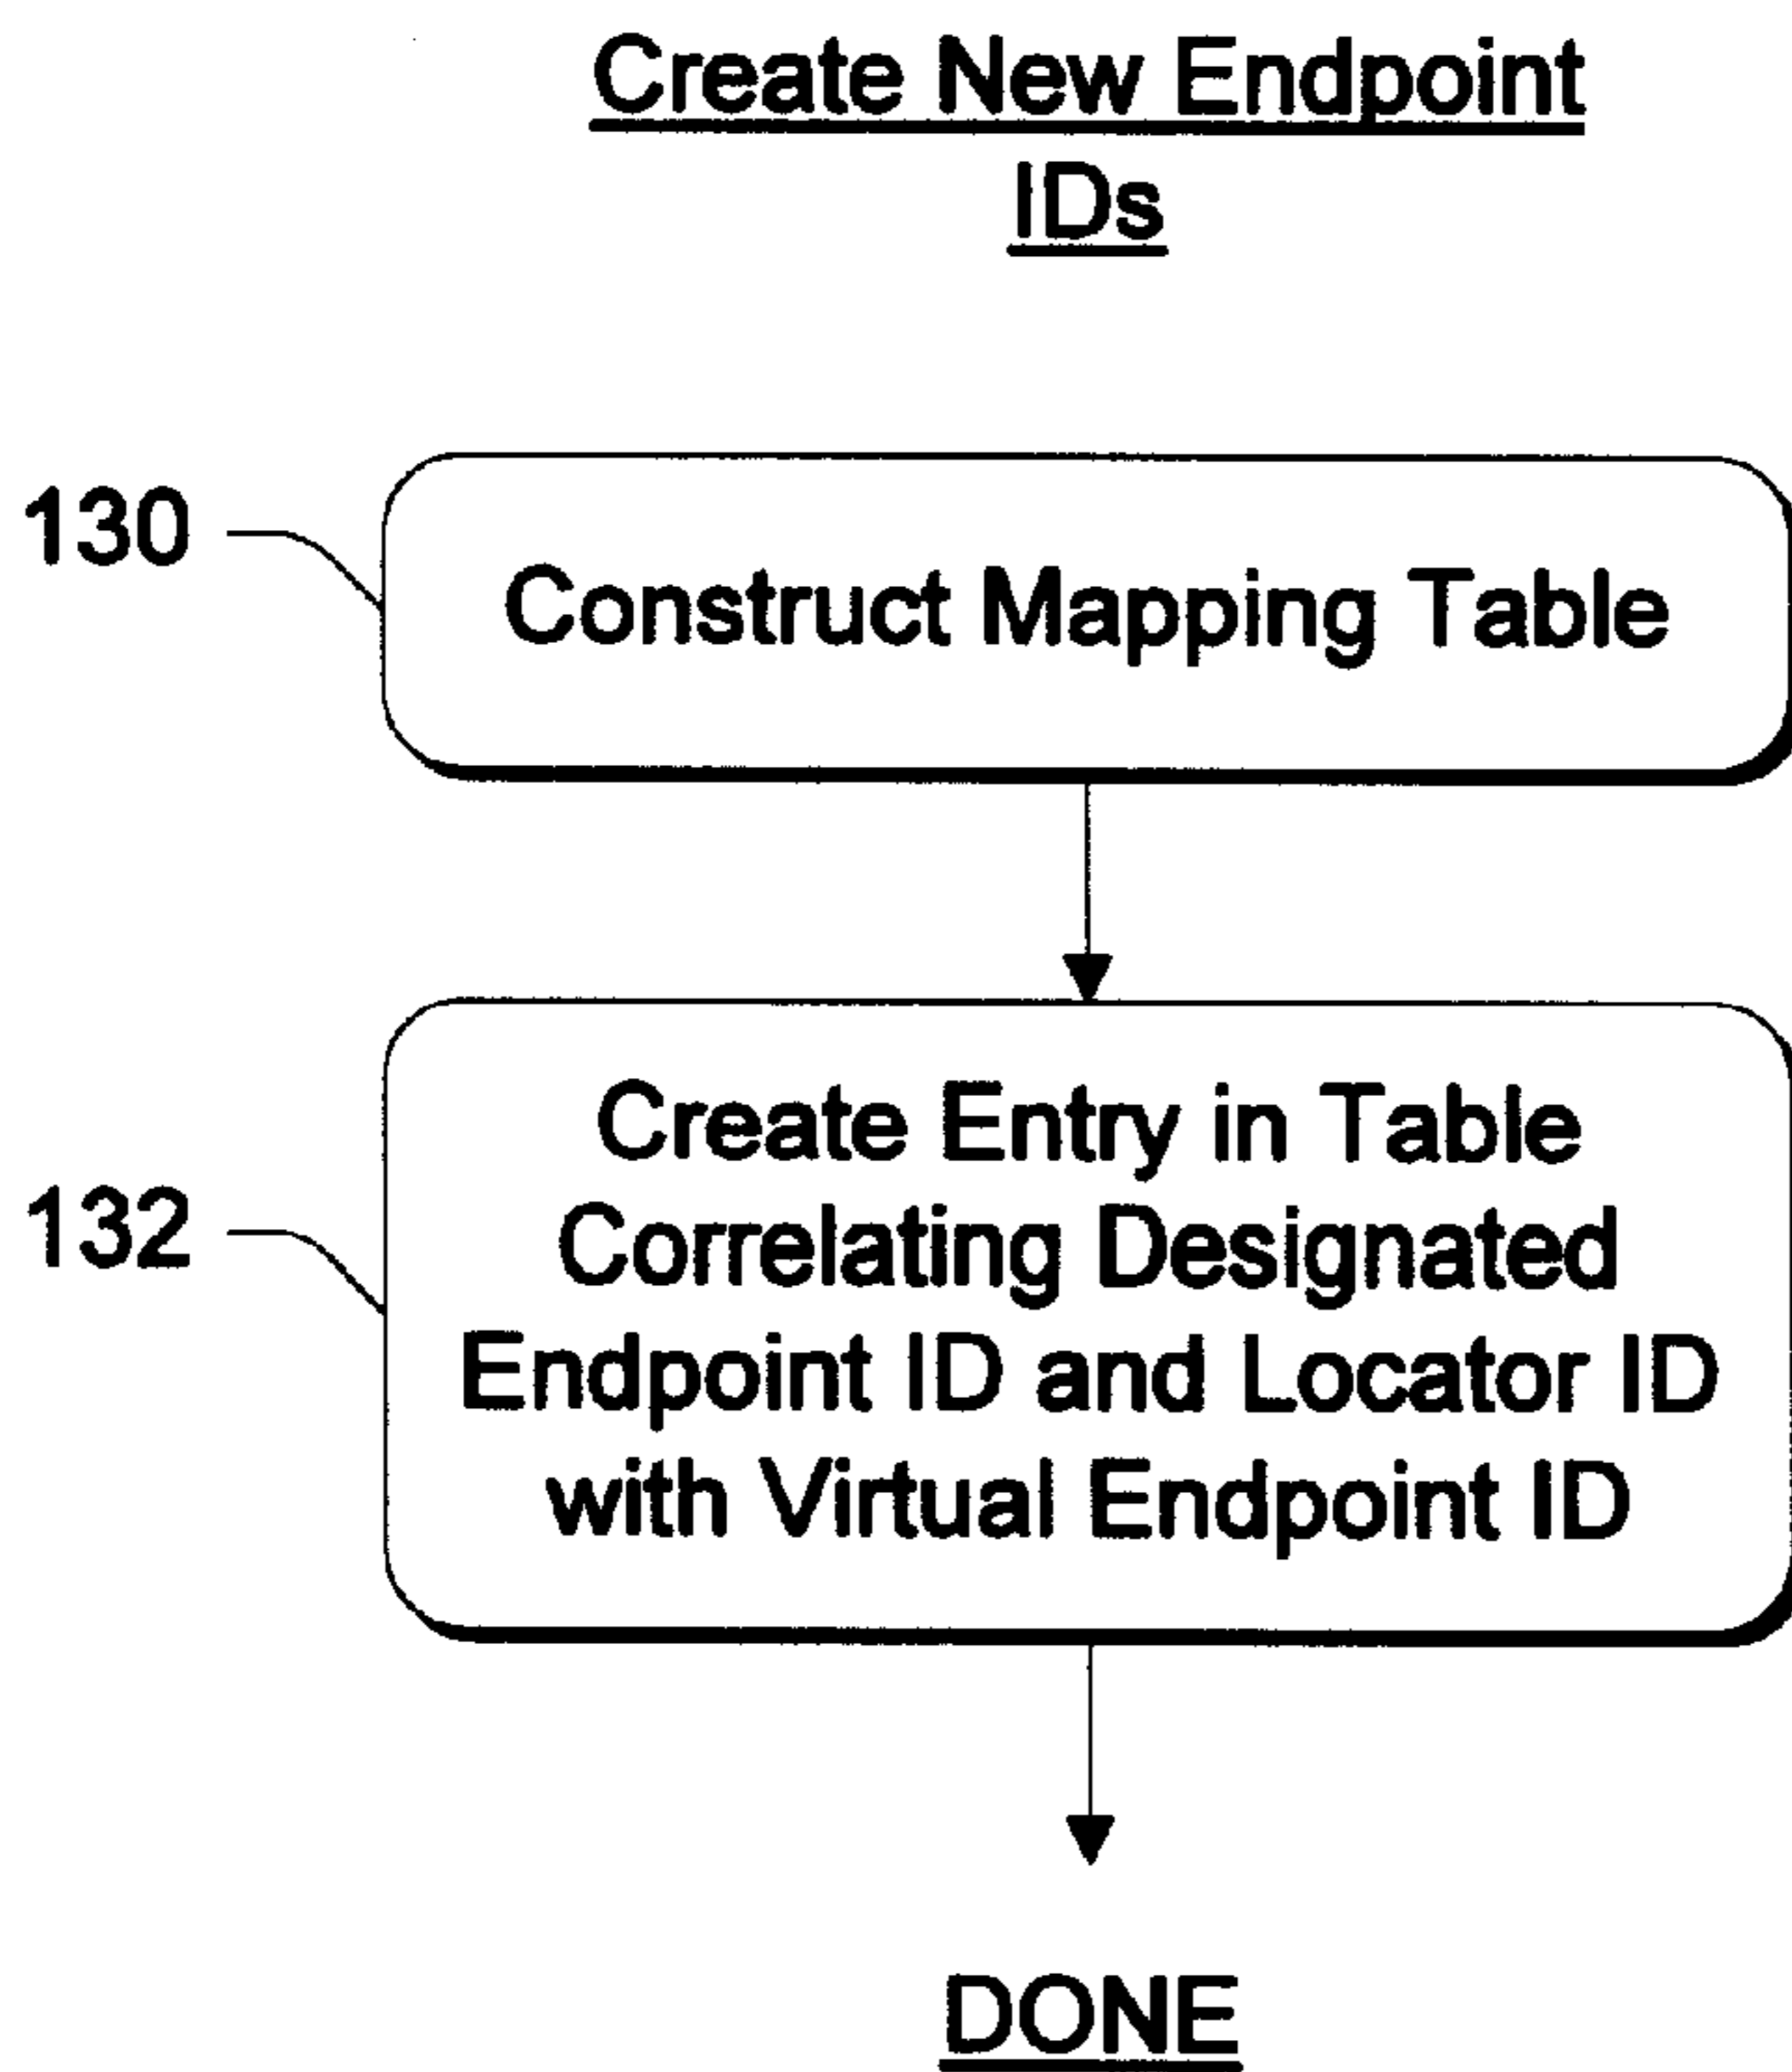 Create New Endpoint
IDs
130
Construct Mapping Table
132
Create Entry in Table
Correlating Designated
Endpoint ID and Locator ID
with Virtual Endpoint ID
DONE